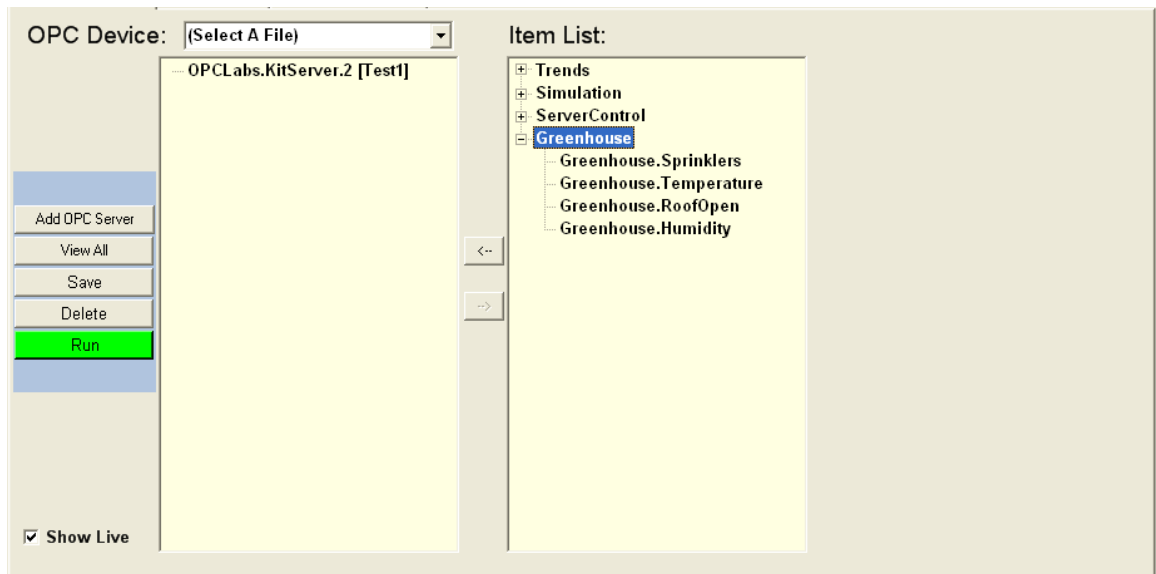 OPC Device:
(Select A File)
OPCLabs.KitServer.2 [Test1]
Add OPC Server
View All
Save
Delete
Run
Show Live
<--
-->
Item List:
Trends
Simulation
ServerControl
Greenhouse
Greenhouse.Sprinklers
Greenhouse.Temperature
Greenhouse.RoofOpen
Greenhouse.Humidity